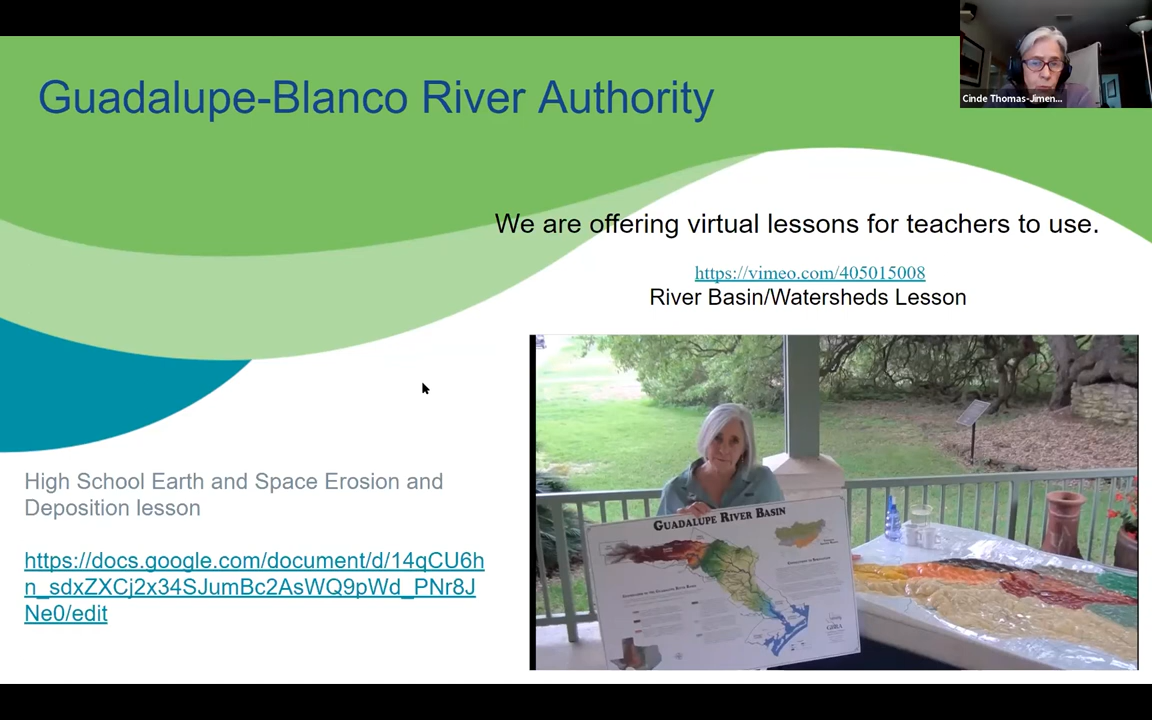 Guadalupe-Blanco River Authority
Cinde Thomas-Jimen...
We are offering virtual lessons for teachers to use.
https://vimeo.com/405015008
River Basin/Watersheds Lesson
High School Earth and Space Erosion and
Deposition lesson
https://docs.google.com/document/d/14qCU6h
n_sdxZXCj2x34SJumBc2AsWQ9pWd_PNr8J
Ne0/edit
GUADALUPE RIVER BASIN
GBRA